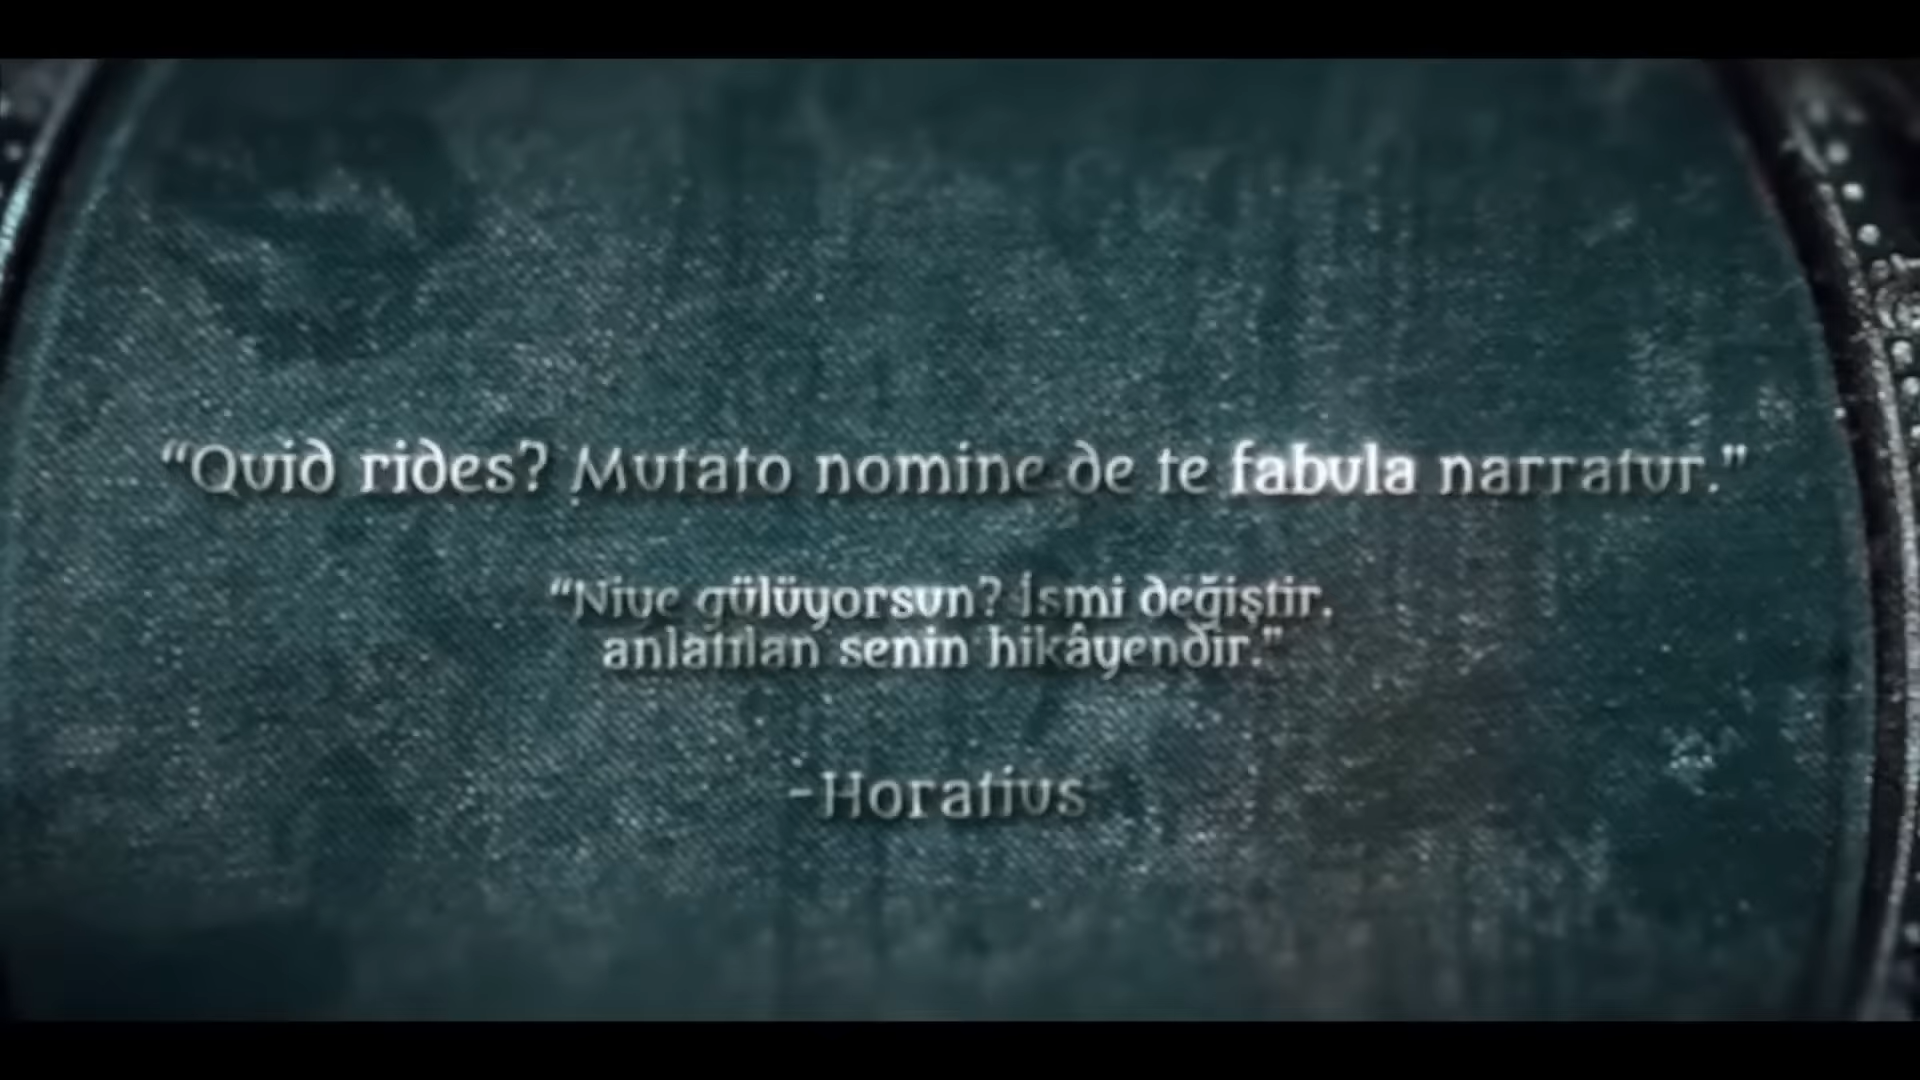 “Quid rides? Mutato nomine de te fabula narratur.”
“Niye gülüyorsun? İsmi değiştir,
anlatılan senin hikâyendir.”
-Horatius